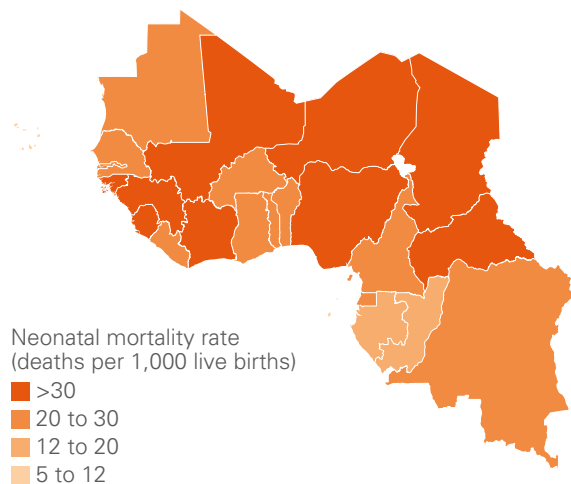 Neonatal mortality rate
(deaths per 1,000 live births)
>30
20 to 30
12 to 20
5 to 12